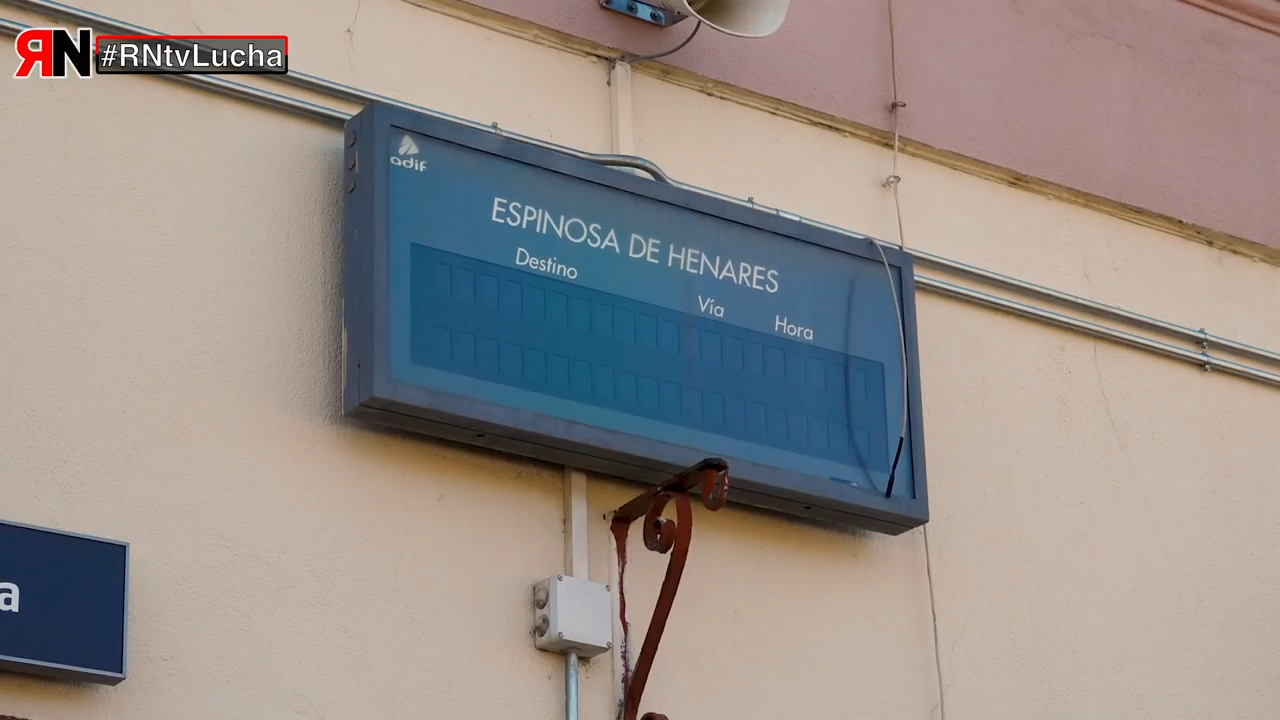 RN #RNtvLucha
adif
ESPINOSA DE HENARES
Destino
Vía
Hora
a